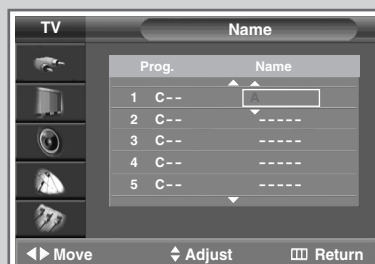 TV Name
Prog. Name
1 C-- A
2 C-- -----
3 C-- -----
4 C-- -----
5 C-- -----
Move Adjust Return